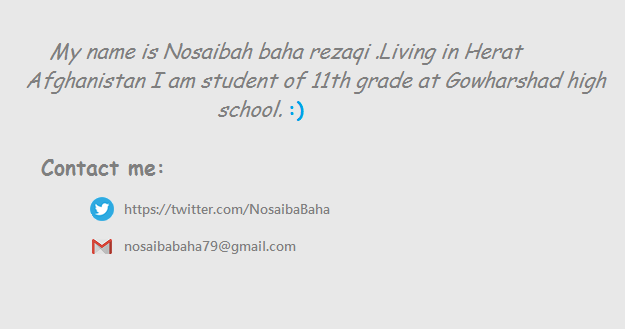 My name is Nosaibah baha rezaqi .Living in Herat
Afghanistan I am student of 11th grade at Gowharshad high
school. :)
Contact me:
https://twitter.com/NosaibaBaha
nosaibabaha79@gmail.com